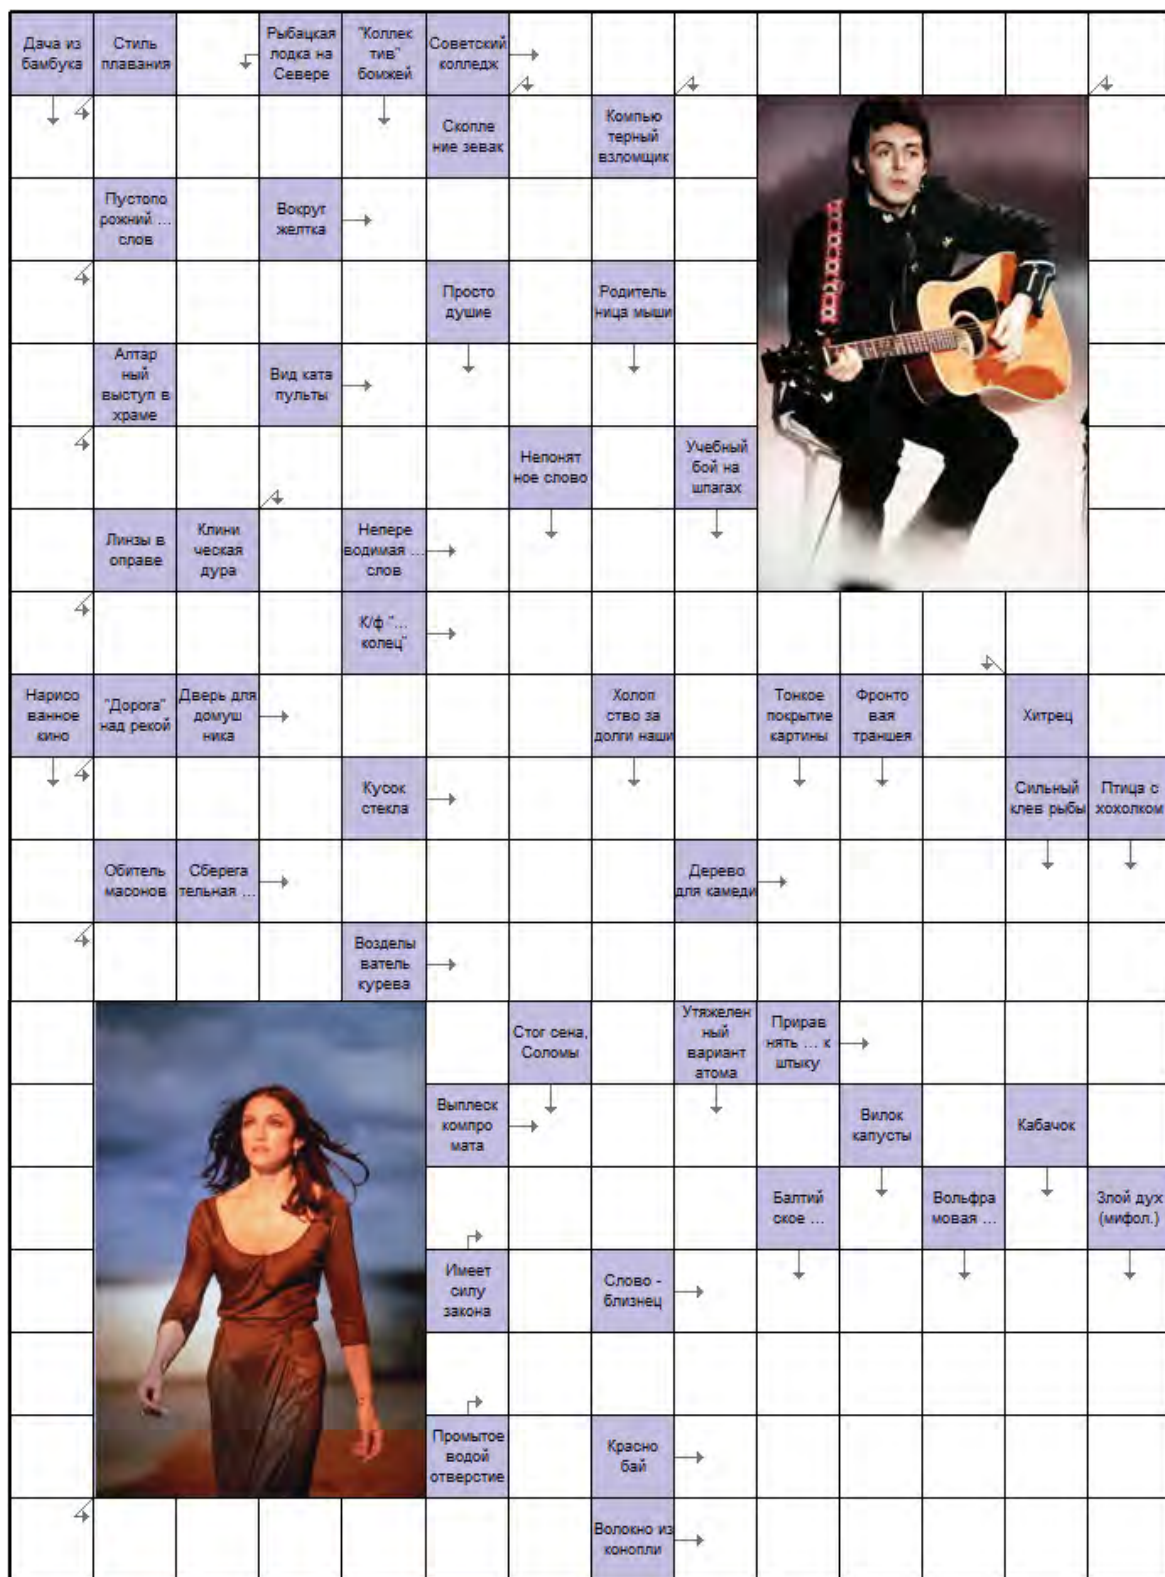 Дача из
бамбука
Стиль
плавания
Рыбацкая
лодка на
Севере
"Коллек
тив"
бомжей
Советский
колледж
Скопле
ние зевак
Компью
терный
взломщик
Пустопо
рожний ...
слов
Вокруг
желтка
Просто
душие
Родитель
ница мыши
Алтар
ный
выступ в
храме
Вид ката
пульты
Непонят
ное слово
Учебный
бой на
шпагах
Линзы в
оправе
Клини
ческая
дура
Непере
водимая ...
слов
К/ф "...
колец"
Нарисо
ванное
кино
"Дорога"
над рекой
Дверь для
домуш
ника
Холоп
ство за
долги наши
Тонкое
покрытие
картины
Фронто
вая
траншея
Хитрец
Кусок
стекла
Сильный
клев рыбы
Птица с
хохолком
Обитель
масонов
Сберега
тельная ...
Дерево
для камеди
Возделы
ватель
курева
Стог сена,
Соломы
Утяжелен
ный
вариант
атома
Прирав
нять ... к
штыку
Выплеск
компро
мата
Вилок
капусты
Кабачок
Балтий
ское ...
Вольфра
мовая ...
Злой дух
(мифол.)
Имеет
силу
закона
Слово -
близнец
Промытое
водой
отверстие
Красно
бай
Волокно из
конопли